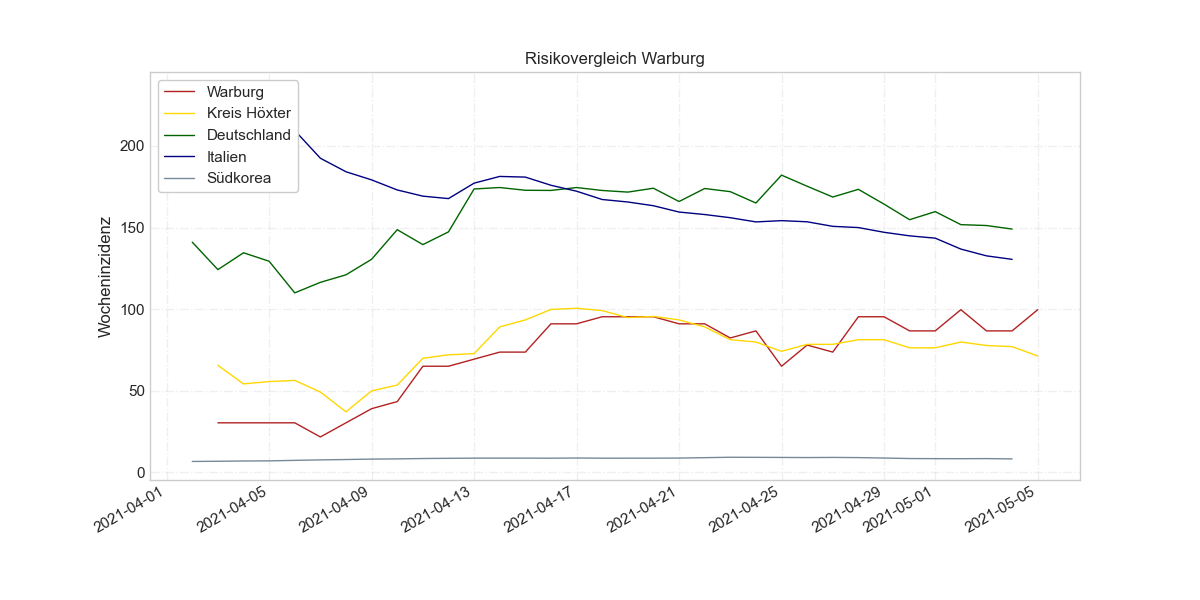 Risikovergleich Warburg
Warburg
Kreis Höxter
Deutschland
Italien
Südkorea
Wocheninzidenz
200
150
100
50
0
2021-04-01
2021-04-05
2021-04-09
2021-04-13
2021-04-17
2021-04-21
2021-04-25
2021-04-29
2021-05-01
2021-05-05